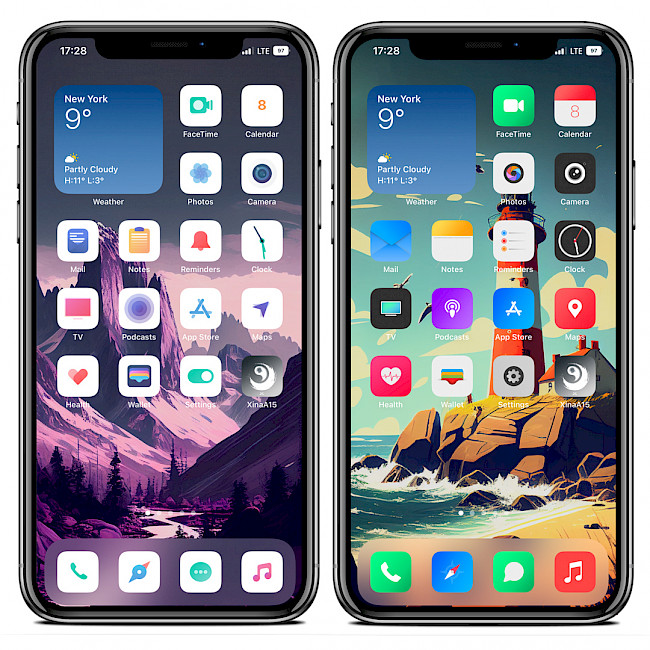 17:28
LTE 97
New York
9°
Partly Cloudy
H:11° L:3°
Weather
FaceTime
8
Calendar
Photos
Camera
Mail
Notes
Reminders
Clock
TV
Podcasts
App Store
Maps
Health
Wallet
Settings
XinaA15
17:28
LTE 97
New York
9°
Partly Cloudy
H:11° L:3°
Weather
FaceTime
8
Calendar
Photos
Camera
Mail
Notes
Reminders
Clock
TV
Podcasts
App Store
Maps
Health
Wallet
Settings
XinaA15